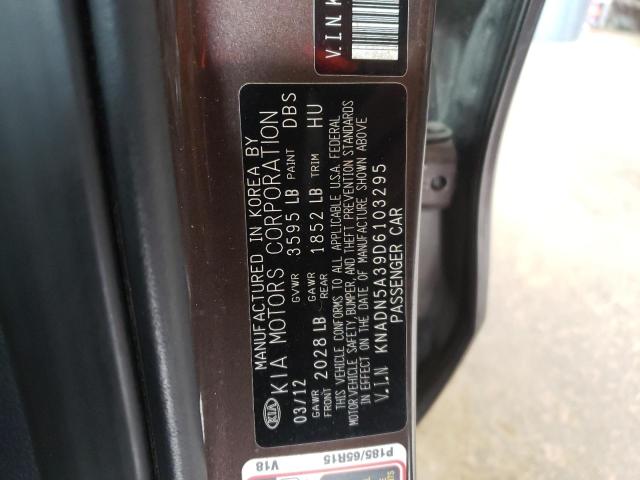 V.I.N K
MANUFACTURED IN KOREA BY
KIA KIA MOTORS CORPORATION
03/12 GVWR 3595 LB PAINT DBS
GAWR FRONT 2028 LB GAWR REAR 1852 LB TRIM HU
THIS VEHICLE CONFORMS TO ALL APPLICABLE U.S.A. FEDERAL
MOTOR VEHICLE SAFETY, BUMPER, AND THEFT PREVENTION STANDARDS
IN EFFECT ON THE DATE OF MANUFACTURE SHOWN ABOVE
V.I.N KNADN5A39D6103295
PASSENGER CAR
P185/65R15
V18